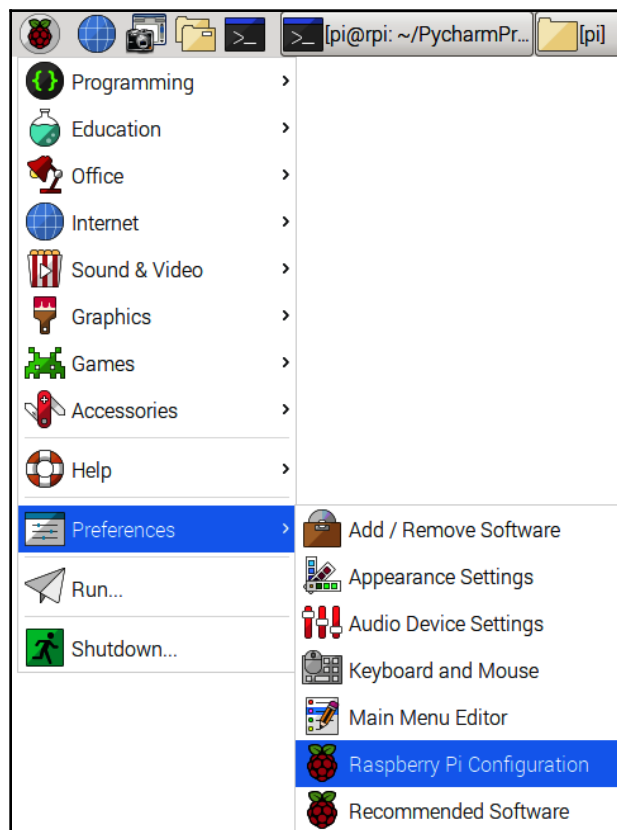 [pi@rpi: ~/PycharmPr... [pi]
Programming
Education
Office
Internet
Sound & Video
Graphics
Games
Accessories
Help
Preferences
Add / Remove Software
Run...
Appearance Settings
Audio Device Settings
Shutdown...
Keyboard and Mouse
Main Menu Editor
Raspberry Pi Configuration
Recommended Software